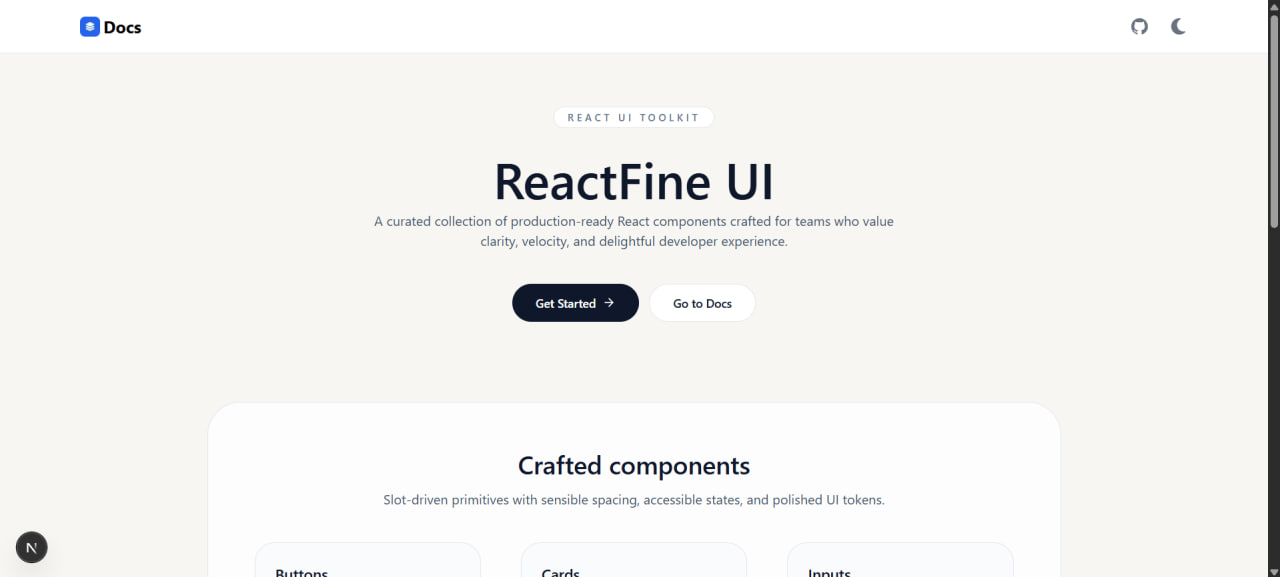 Docs
REACT UI TOOLKIT
ReactFine UI
A curated collection of production-ready React components crafted for teams who value
clarity, velocity, and delightful developer experience.
Get Started
Go to Docs
Crafted components
Slot-driven primitives with sensible spacing, accessible states, and polished UI tokens.
N
Buttons
Cards
Inputs